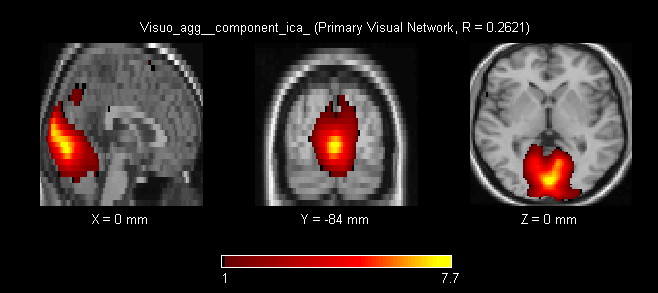 Visuo_agg__component_ica_ (Primary Visual Network, R = 0.2621)
X = 0 mm
Y = -84 mm
Z = 0 mm
1
7.7